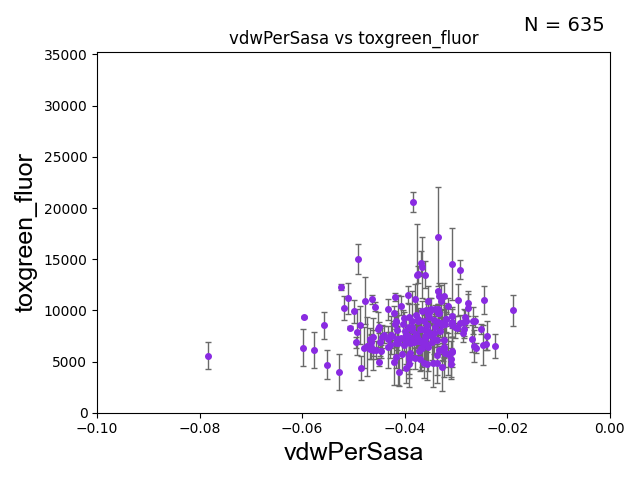 N = 635
vdwPerSasa vs toxgreen_fluor
35000
30000
25000
20000
15000
10000
5000
0
toxgreen_fluor
−0.10 −0.08 −0.06 −0.04 −0.02 0.00
vdwPerSasa